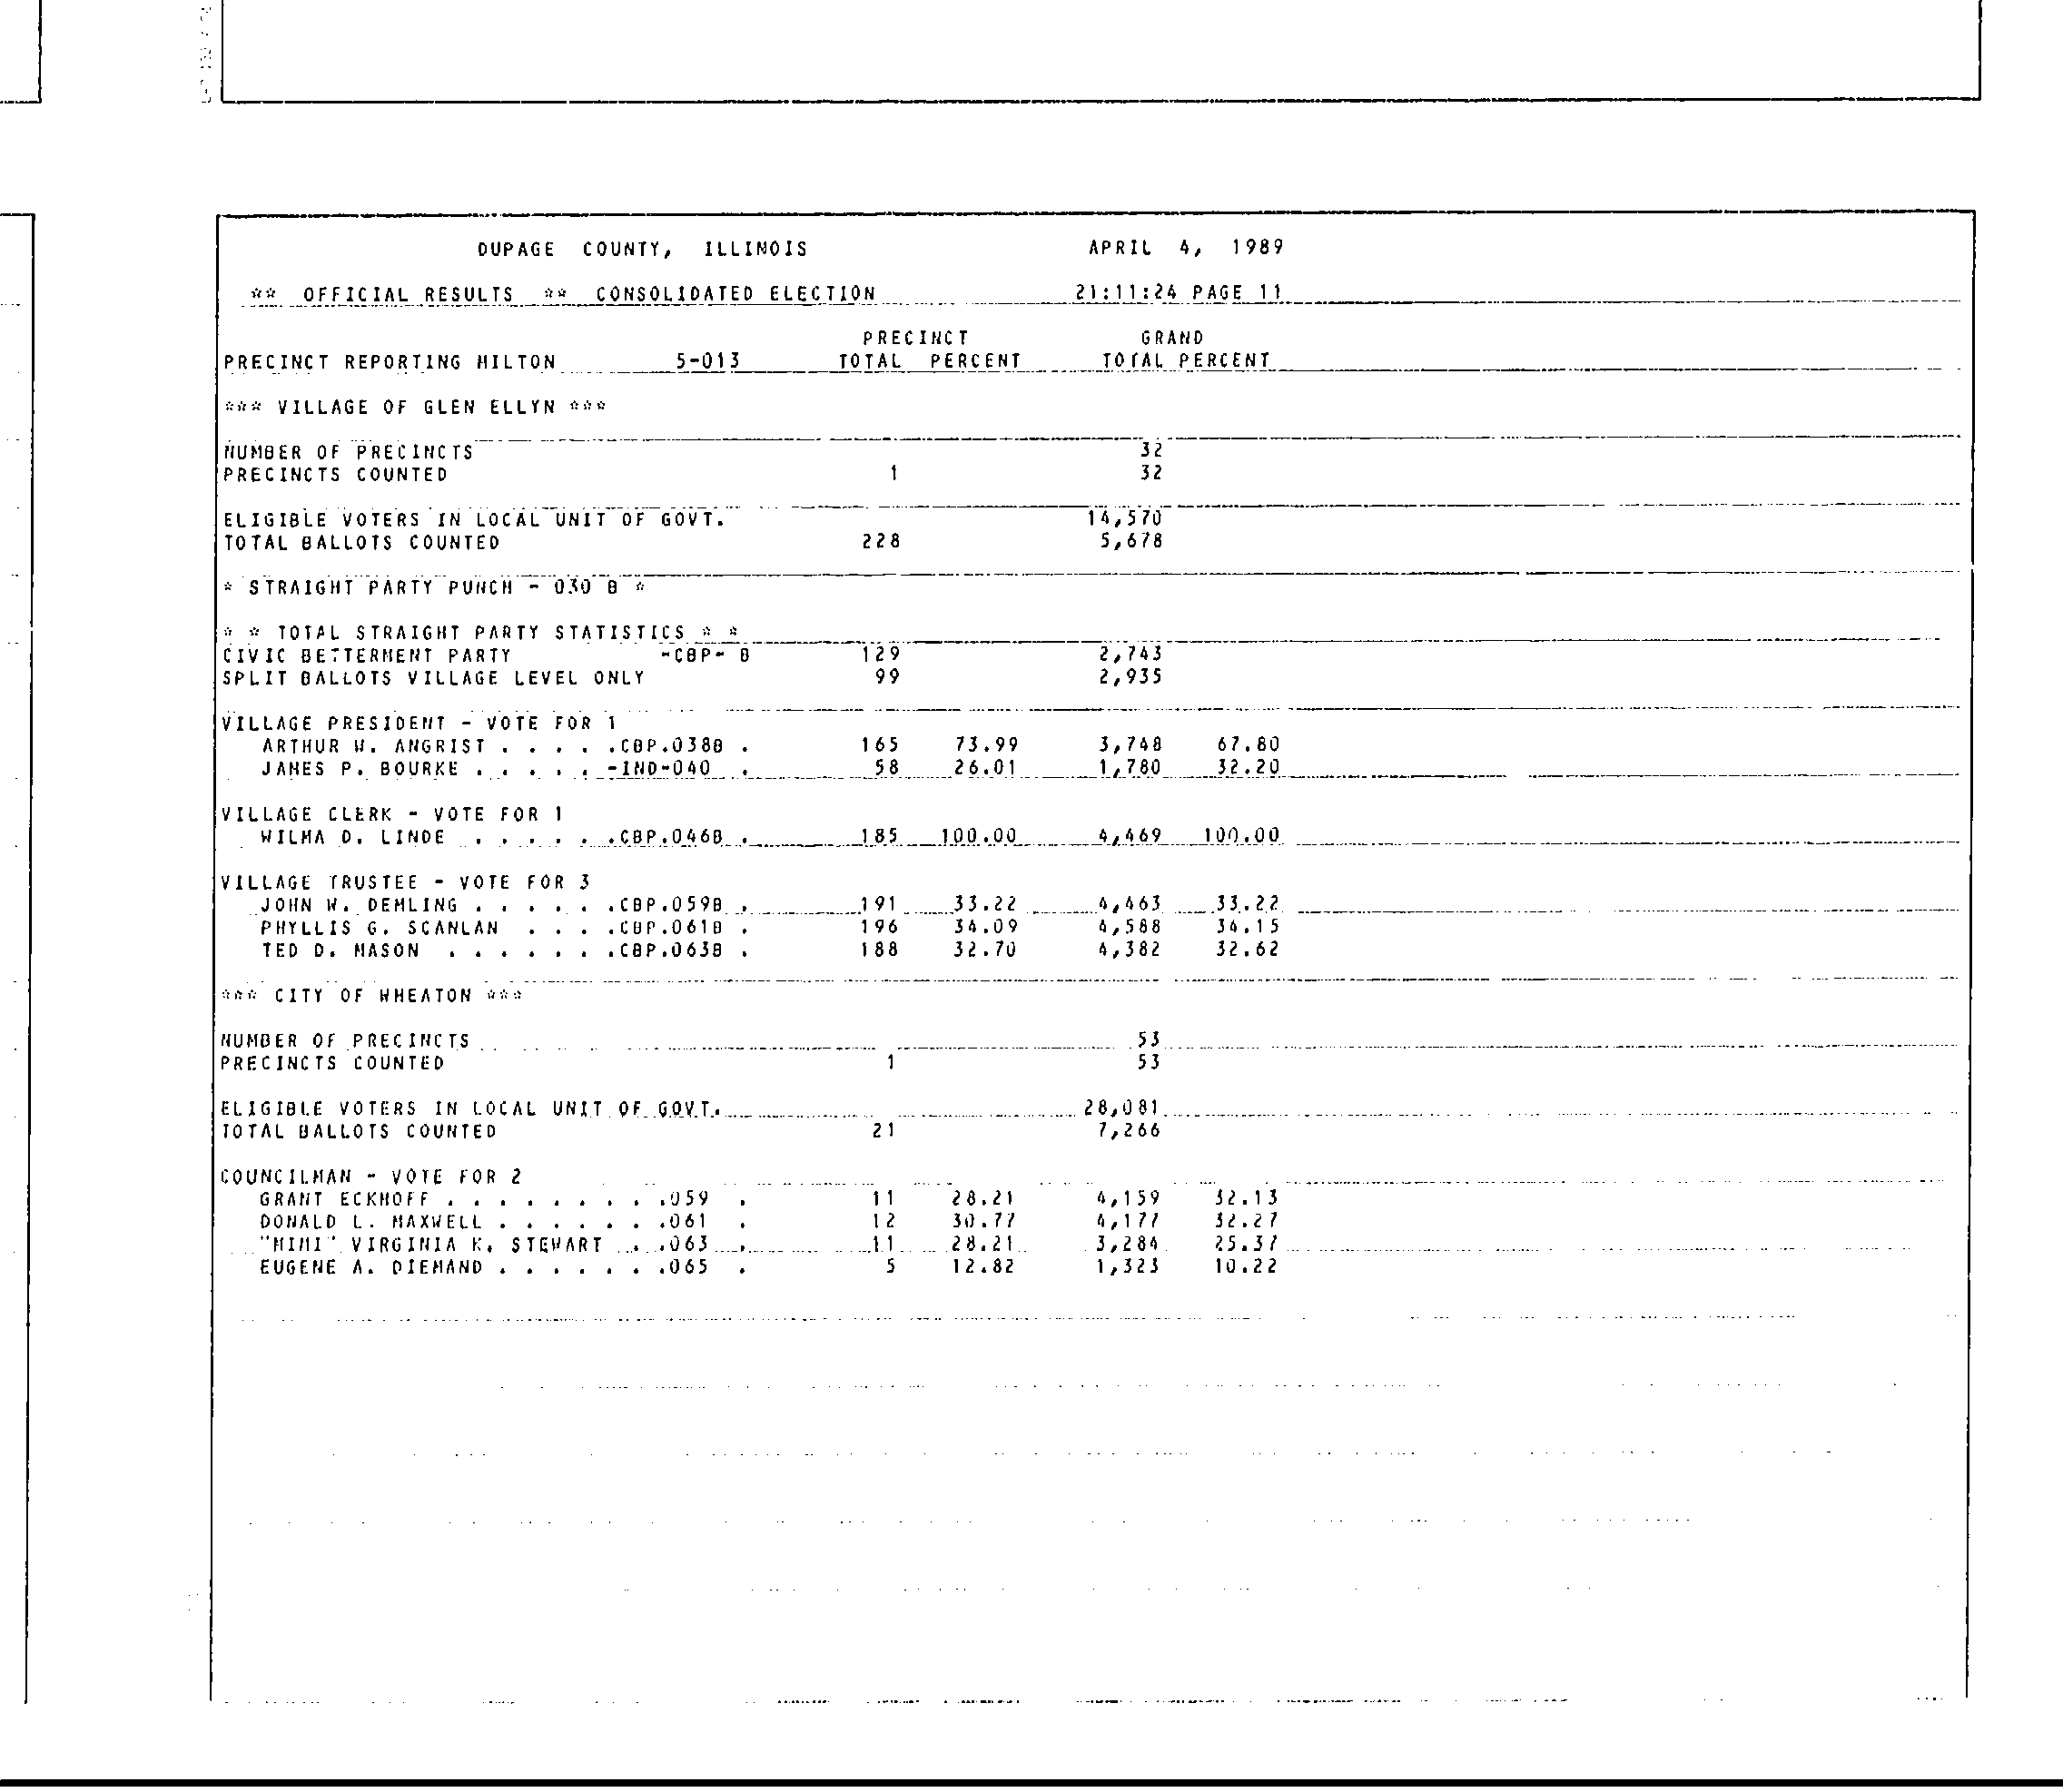 DUPAGE COUNTY, ILLINOIS APRIL 4, 1989
** OFFICIAL RESULTS ** CONSOLIDATED ELECTION 21:11:24 PAGE 11
PRECINCT GRAND
PRECINCT REPORTING MILTON 5-013 TOTAL PERCENT TOTAL PERCENT
*** VILLAGE OF GLEN ELLYN ***
NUMBER OF PRECINCTS 32
PRECINCTS COUNTED 1 32
ELIGIBLE VOTERS IN LOCAL UNIT OF GOVT. 14,570
TOTAL BALLOTS COUNTED 228 5,678
* STRAIGHT PARTY PUNCH - 030 B *
* * TOTAL STRAIGHT PARTY STATISTICS * *
CIVIC BETTERMENT PARTY -CBP- B 129 2,743
SPLIT BALLOTS VILLAGE LEVEL ONLY 99 2,935
VILLAGE PRESIDENT - VOTE FOR 1
ARTHUR W. ANGRIST . . . . .CBP.038B . 165 73.99 3,748 67.80
JAMES P. BOURKE . . . . . -IND-040 . 58 26.01 1,780 32.20
VILLAGE CLERK - VOTE FOR 1
WILMA D. LINDE . . . . . .CBP.046B . 185 100.00 4,469 100.00
VILLAGE TRUSTEE - VOTE FOR 3
JOHN W. DEMLING . . . . . .CBP.059B . 191 33.22 4,463 33.22
PHYLLIS G. SCANLAN . . . .CBP.061B . 196 34.09 4,588 34.15
TED D. MASON . . . . . . .CBP.063B . 188 32.70 4,382 32.62
*** CITY OF WHEATON ***
NUMBER OF PRECINCTS 53
PRECINCTS COUNTED 1 53
ELIGIBLE VOTERS IN LOCAL UNIT OF GOVT. 28,081
TOTAL BALLOTS COUNTED 21 7,266
COUNCILMAN - VOTE FOR 2
GRANT ECKHOFF . . . . . . . . .059 . 11 28.21 4,159 32.13
DONALD L. MAXWELL . . . . . . .061 . 12 30.77 4,177 32.27
"MIMI" VIRGINIA K. STEWART . .063 . 11 28.21 3,284 25.37
EUGENE A. DIEMAND . . . . . . .065 . 5 12.82 1,323 10.22